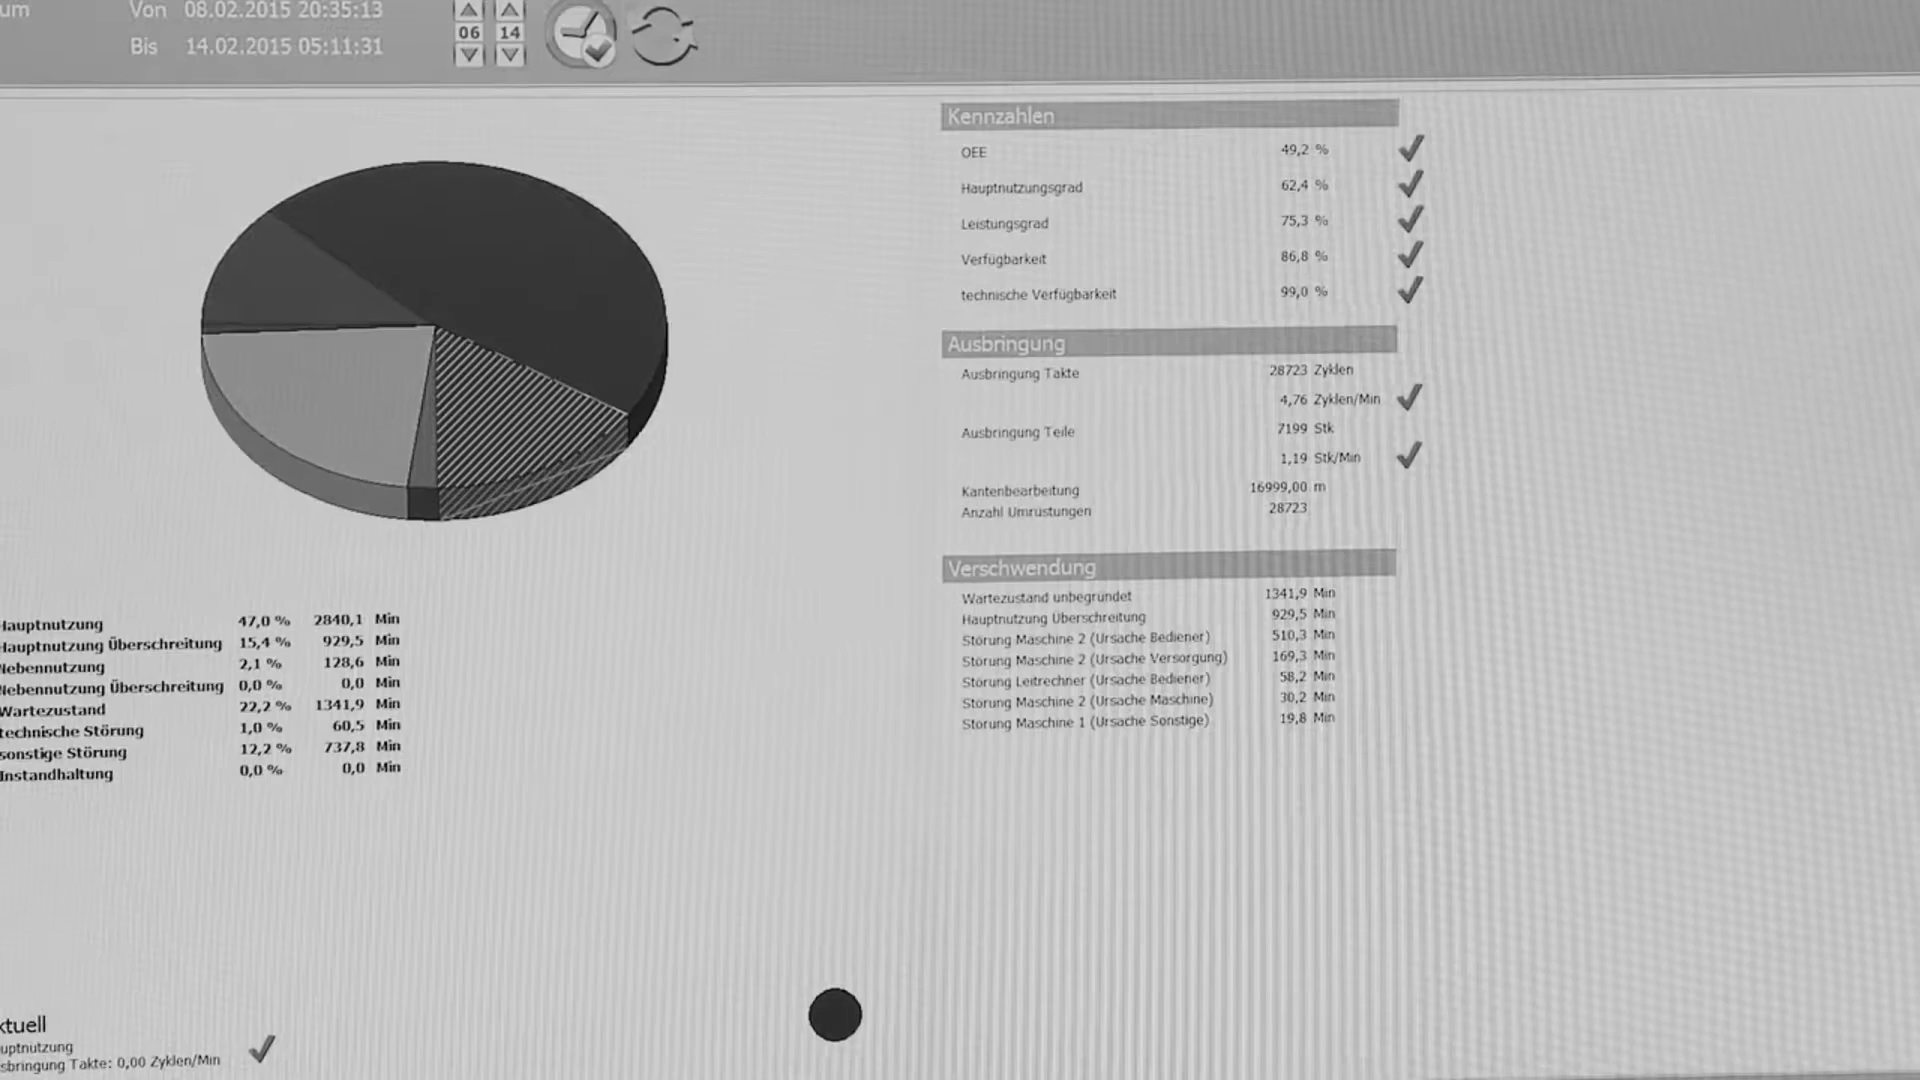 um Von 08.02.2015 20:35:13
Bis 14.02.2015 05:11:31
06 14
Kennzahlen
OEE 49,2 %
Hauptnutzungsgrad 62,4 %
Leistungsgrad 75,3 %
Verfügbarkeit 86,8 %
technische Verfügbarkeit 99,0 %
Ausbringung
Ausbringung Takte 28723 Zyklen
4,76 Zyklen/Min
Ausbringung Teile 7199 Stk
1,19 Stk/Min
Kantenbearbeitung 16999,00 m
Anzahl Umrüstungen 28723
Verschwendung
Wartezustand unbegründet 1341,9 Min
Hauptnutzung Überschreitung 929,5 Min
Störung Maschine 2 (Ursache Bediener) 510,3 Min
Störung Maschine 2 (Ursache Versorgung) 169,3 Min
Störung Leitrechner (Ursache Bediener) 58,2 Min
Störung Maschine 2 (Ursache Maschine) 30,2 Min
Störung Maschine 1 (Ursache Sonstige) 19,8 Min
Hauptnutzung 47,0 % 2840,1 Min
Hauptnutzung Überschreitung 15,4 % 929,5 Min
Nebennutzung 2,1 % 128,6 Min
Nebennutzung Überschreitung 0,0 % 0,0 Min
Wartezustand 22,2 % 1341,9 Min
technische Störung 1,0 % 60,5 Min
sonstige Störung 12,2 % 737,8 Min
Instandhaltung 0,0 % 0,0 Min
ktuell
uptnutzung
sbringung Takte: 0,00 Zyklen/Min